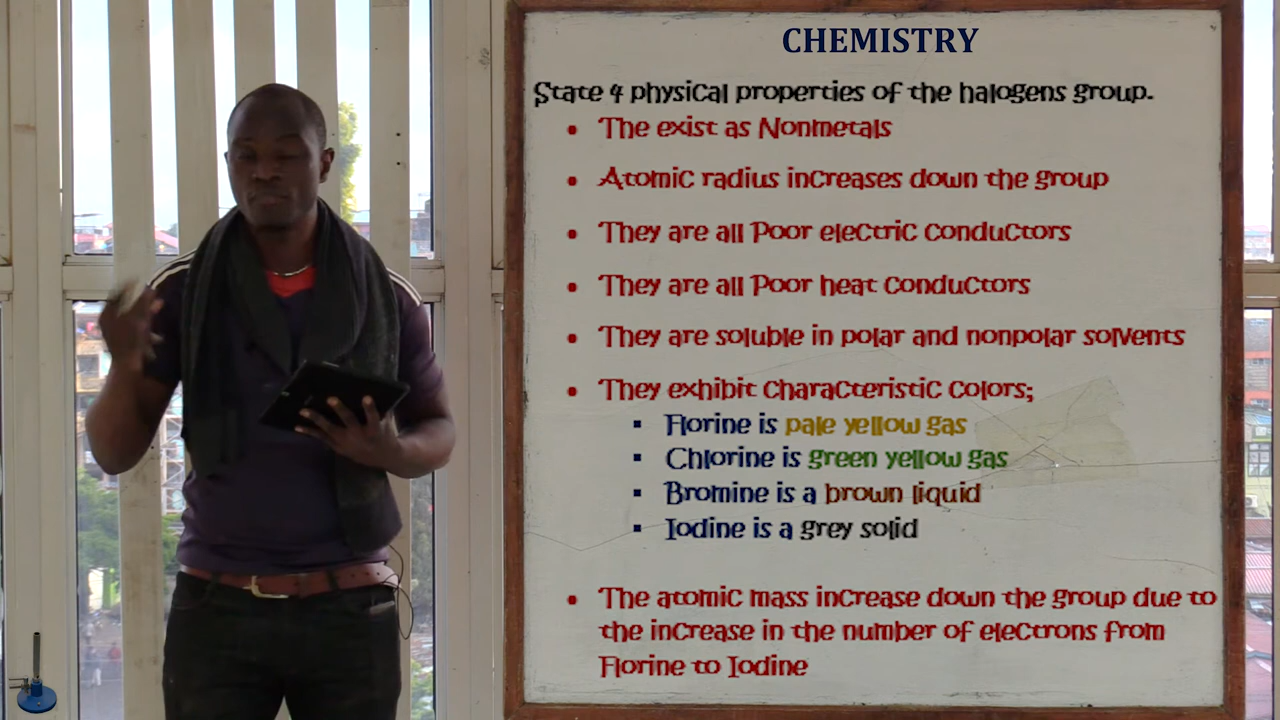 CHEMISTRY
State 4 physical properties of the halogens group.
• The exist as Nonmetals
• Atomic radius increases down the group
• They are all Poor electric conductors
• They are all Poor heat conductors
• They are soluble in polar and nonpolar solvents
• They exhibit characteristic colors;
▪ Florine is pale yellow gas
▪ Chlorine is green yellow gas
▪ Bromine is a brown liquid
▪ Iodine is a grey solid
• The atomic mass increase down the group due to
the increase in the number of electrons from
Florine to Iodine